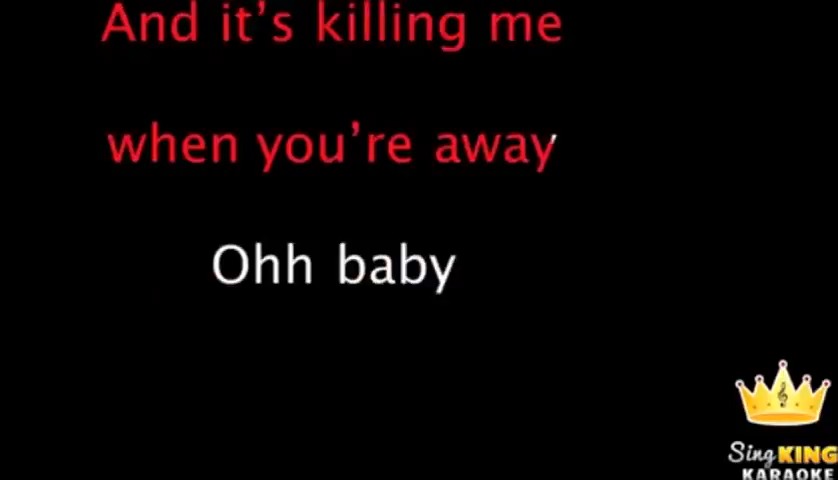 And it’s killing me
when you’re away
Ohh baby
Sing KING
KARAOKE